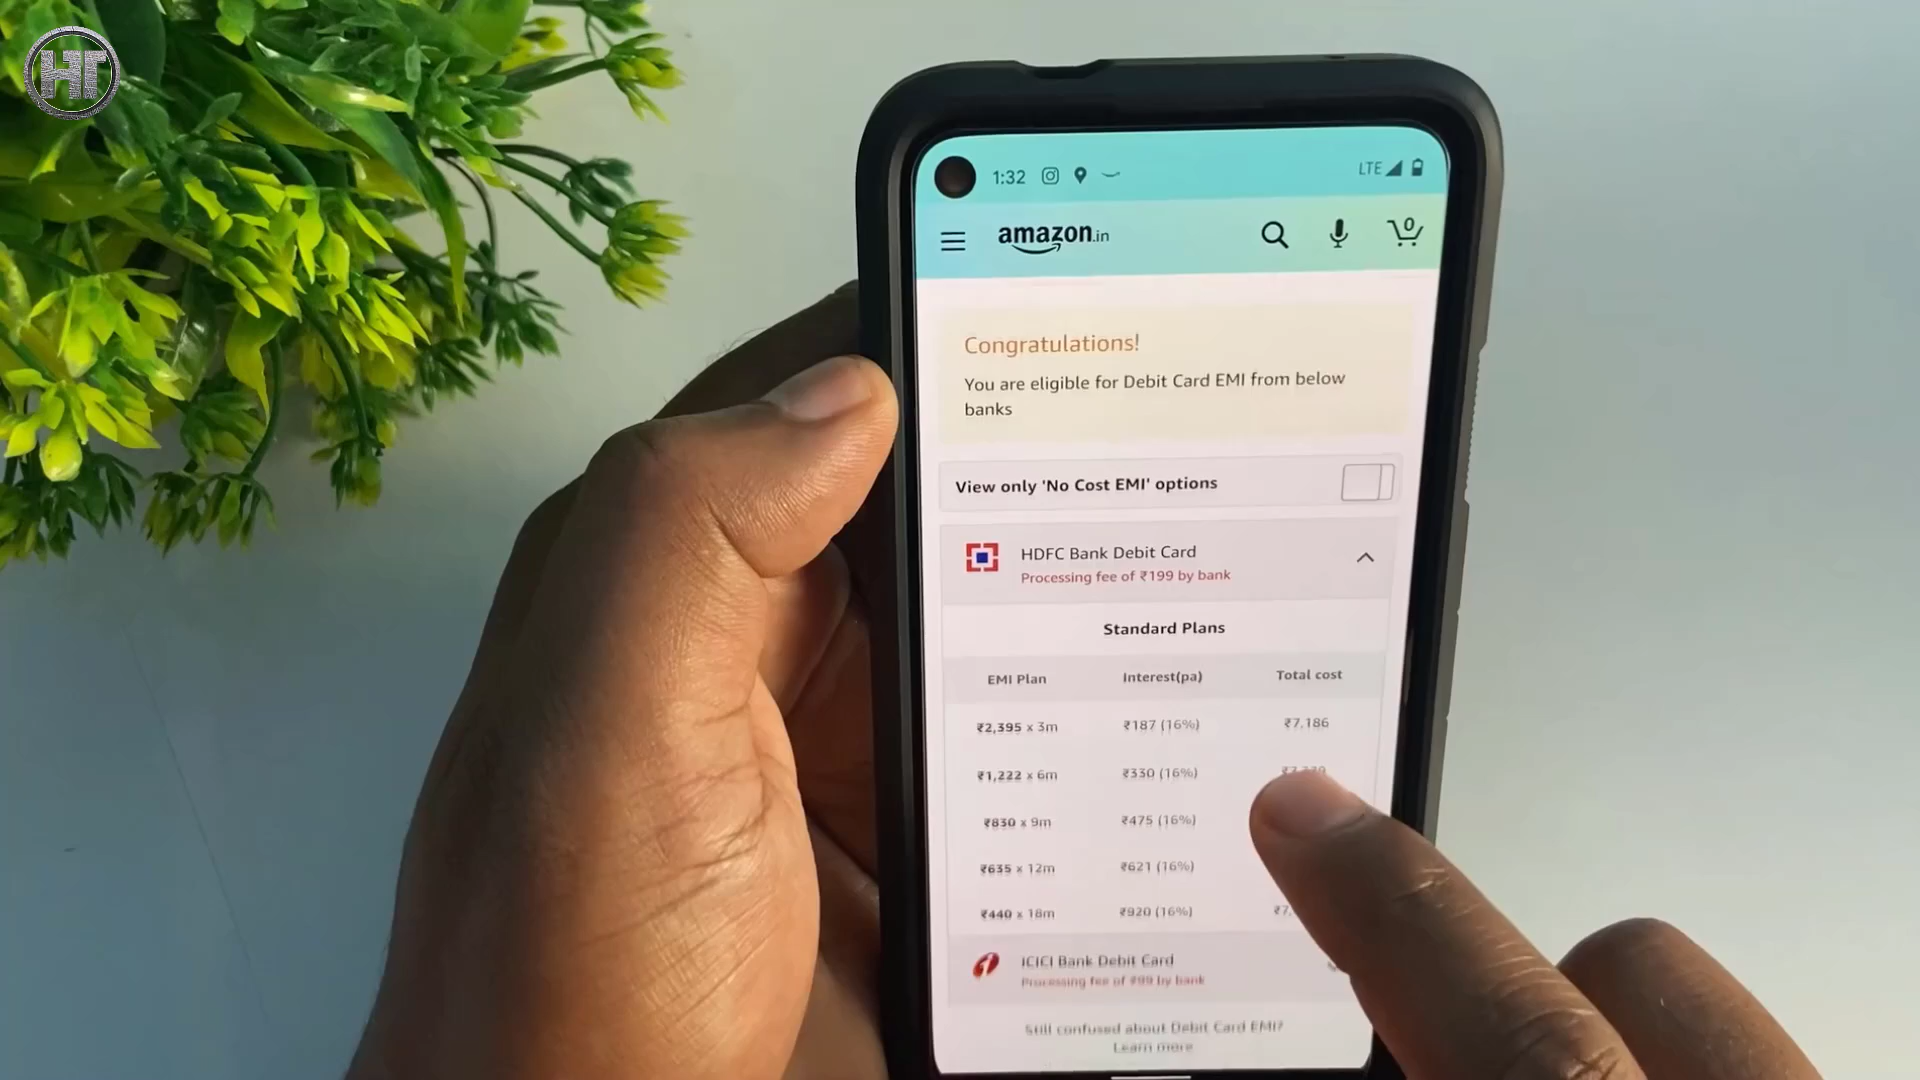 HT
1:32
LTE
amazon.in
0
Congratulations!
You are eligible for Debit Card EMI from below
banks
View only 'No Cost EMI' options
HDFC Bank Debit Card
Processing fee of ₹199 by bank
Standard Plans
EMI Plan Interest(pa) Total cost
₹2,395 x 3m ₹187 (16%) ₹7,186
₹1,222 x 6m ₹330 (16%)
₹830 x 9m ₹475 (16%)
₹635 x 12m ₹621 (16%)
₹440 x 18m ₹920 (16%)
ICICI Bank Debit Card
Processing fee of ₹99 by bank
Still confused about Debit Card EMI?
Learn more